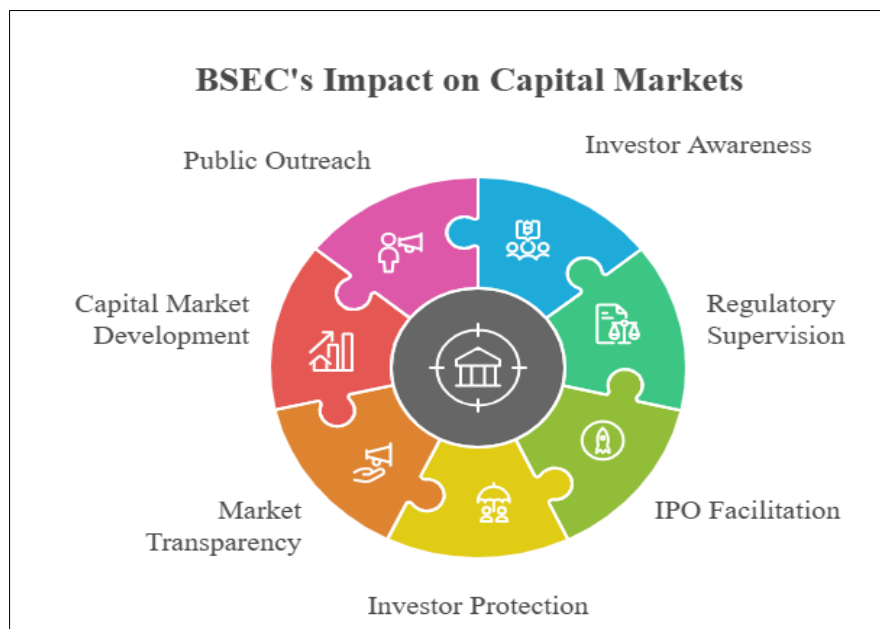 BSEC's Impact on Capital Markets
Public Outreach
Investor Awareness
Capital Market
Development
Regulatory
Supervision
Market
Transparency
IPO Facilitation
Investor Protection